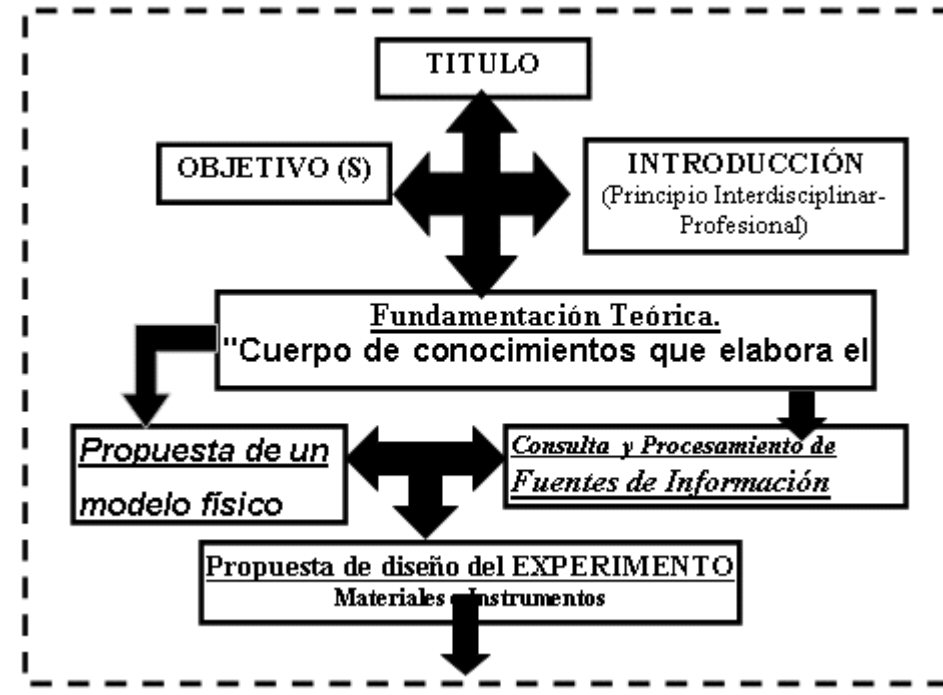 TITULO
OBJETIVO (S)
INTRODUCCIÓN
(Principio Interdisciplinar-
Profesional)
Fundamentación Teórica.
"Cuerpo de conocimientos que elabora el
Propuesta de un
modelo físico
Consulta y Procesamiento de
Fuentes de Información
Propuesta de diseño del EXPERIMENTO
Materiales Instrumentos